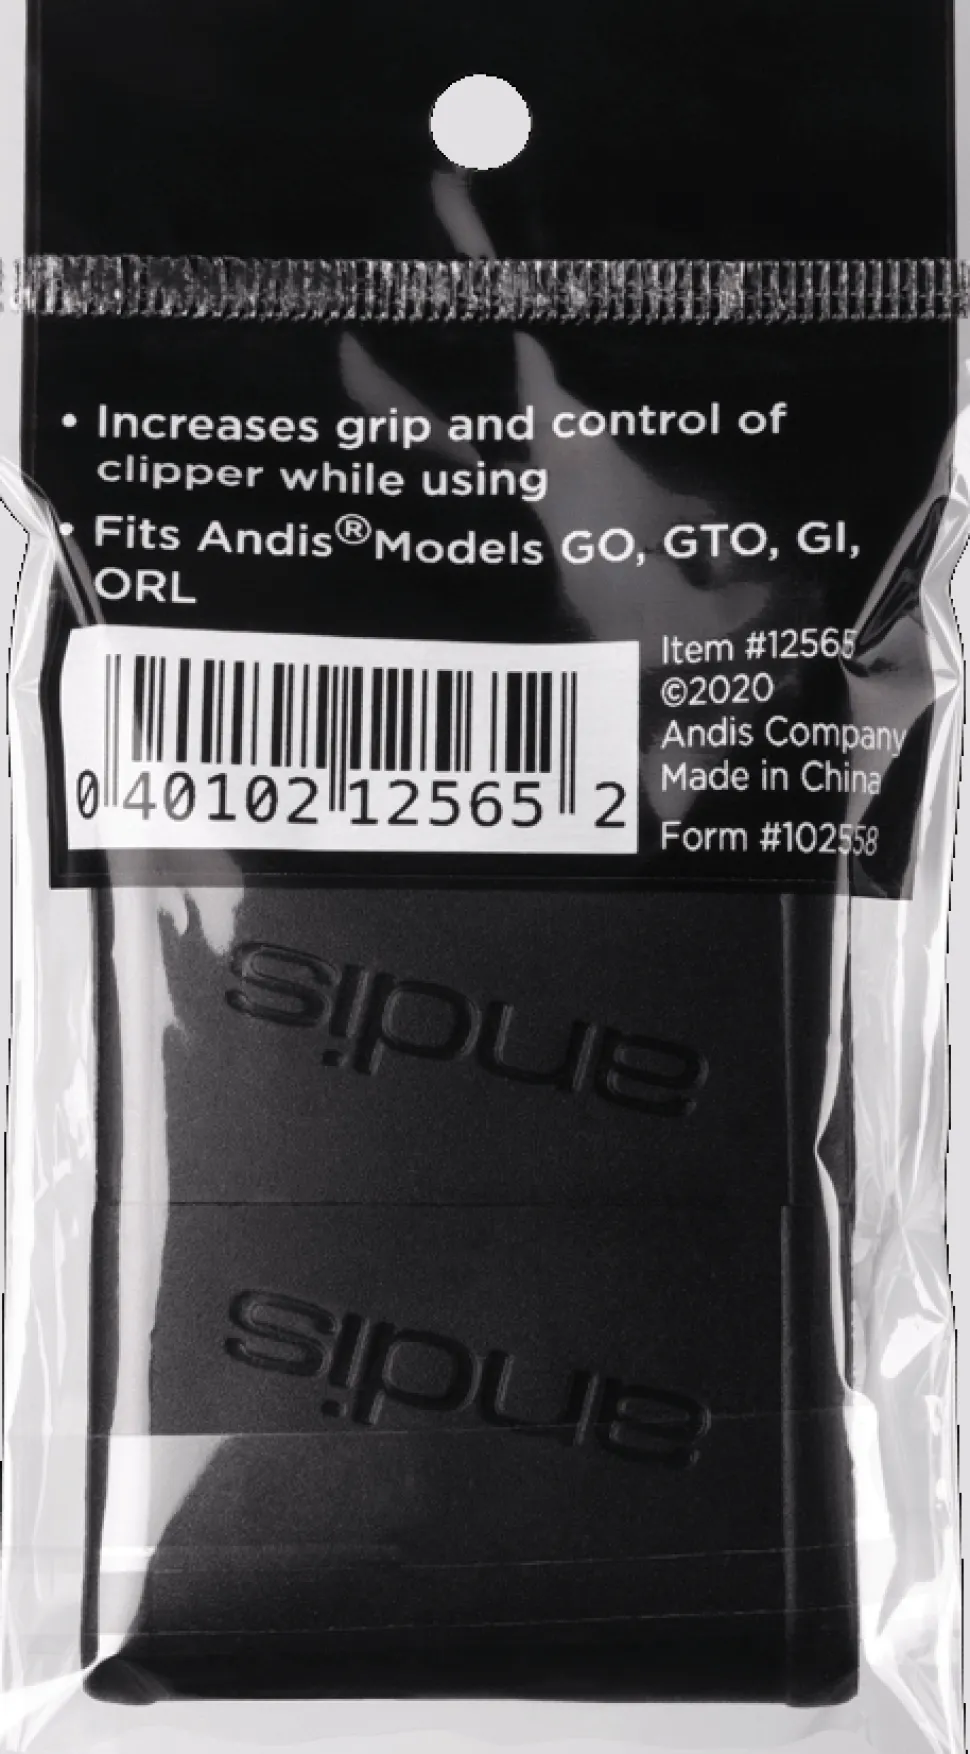 • Increases grip and control of
clipper while using
• Fits Andis® Models GO, GTO, GI,
ORL
Item #12565
©2020
Andis Company
Made in China
Form #102558
0 40102 12565 2
andis
andis